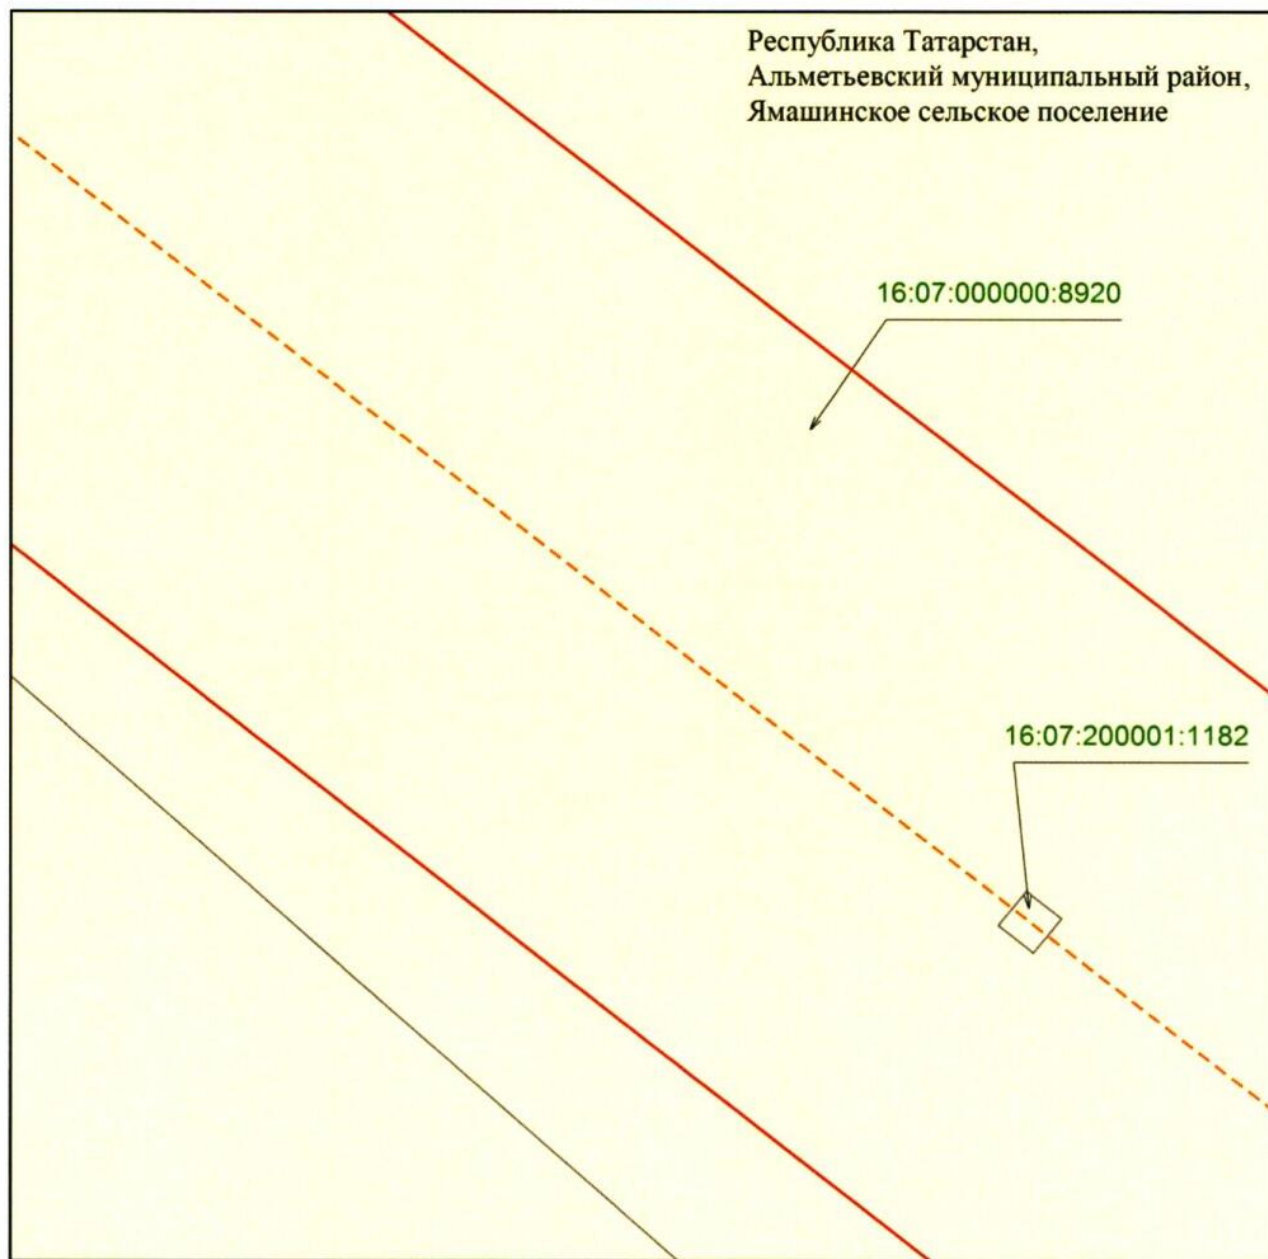 Республика Татарстан,
Альметьевский муниципальный район,
Ямашинское сельское поселение
16:07:000000:8920
16:07:200001:1182